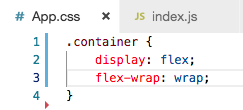 # App.css index.js
1 .container {
2 display: flex;
3 flex-wrap: wrap;
4 }